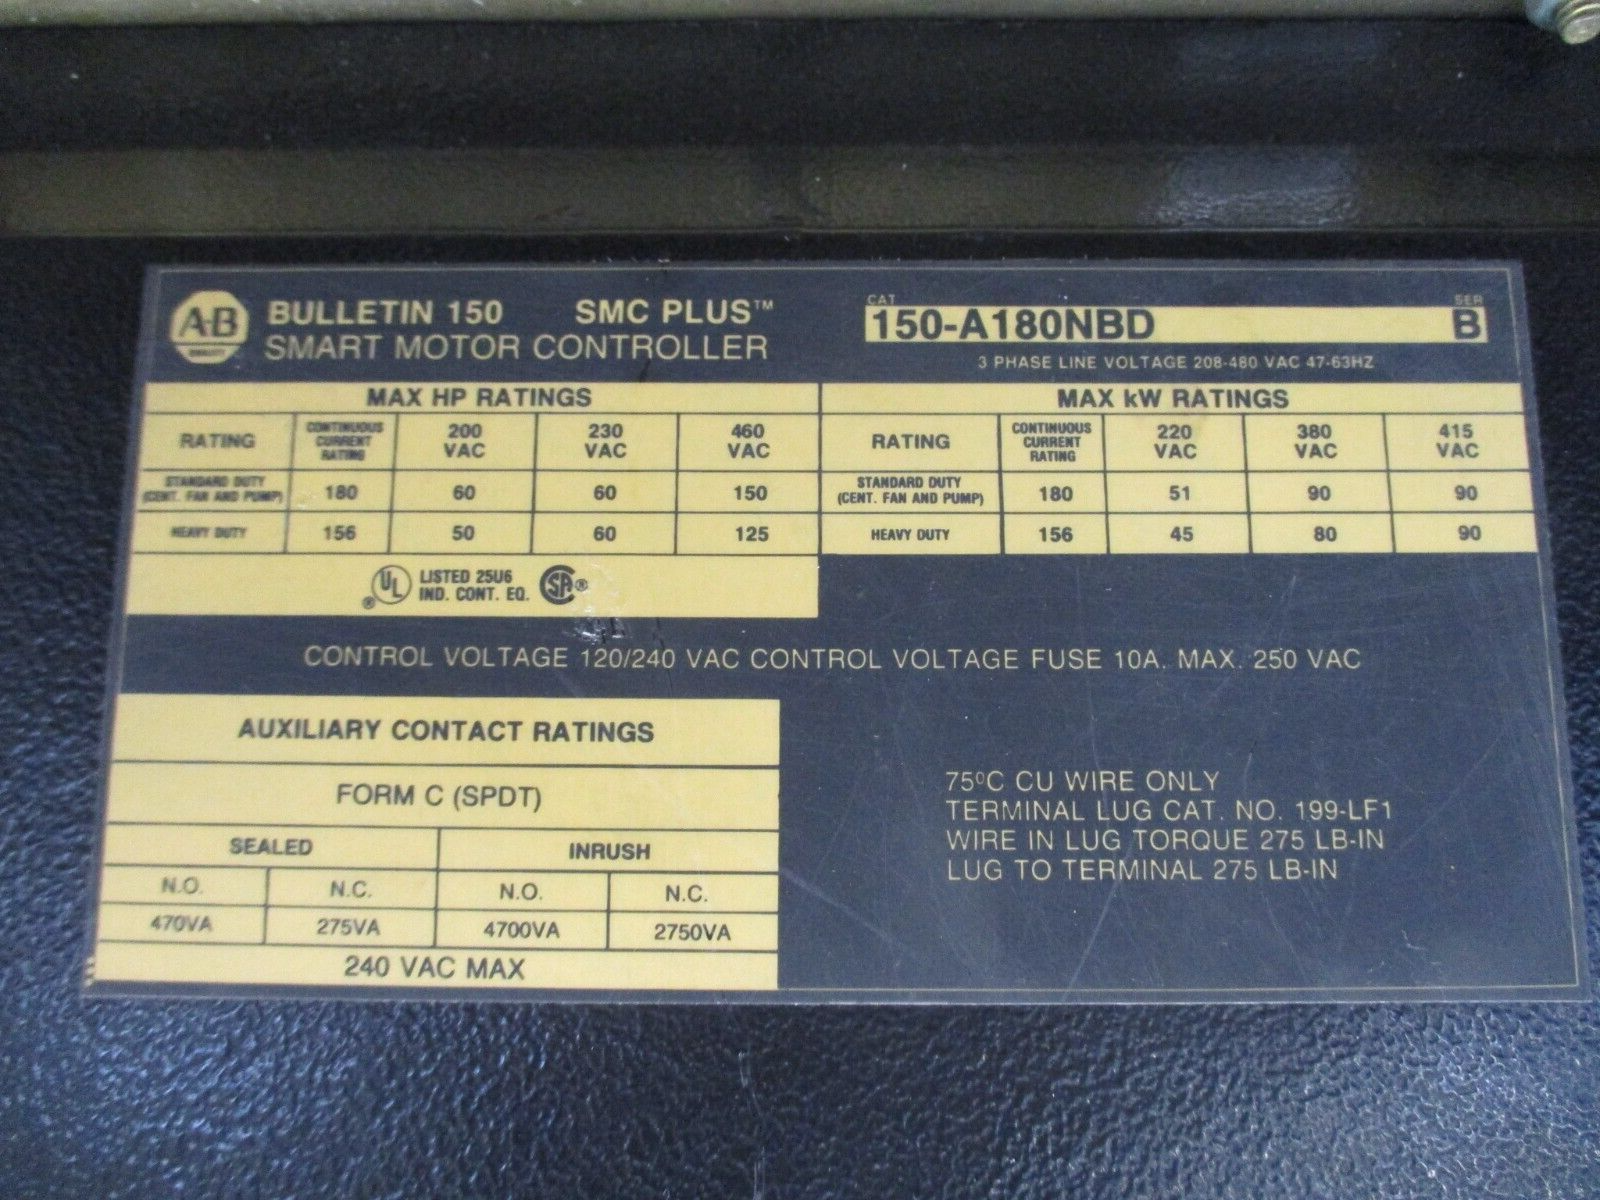 A-B
QUALITY
BULLETIN 150 SMC PLUS™
SMART MOTOR CONTROLLER
CAT SER
150-A180NBD B
3 PHASE LINE VOLTAGE 208-480 VAC 47-63HZ
MAX HP RATINGS
RATING CONTINUOUS CURRENT RATING 200 VAC 230 VAC 460 VAC
STANDARD DUTY (CENT. FAN AND PUMP) 180 60 60 150
HEAVY DUTY 156 50 60 125
MAX kW RATINGS
RATING CONTINUOUS CURRENT RATING 220 VAC 380 VAC 415 VAC
STANDARD DUTY (CENT. FAN AND PUMP) 180 51 90 90
HEAVY DUTY 156 45 80 90
UL® LISTED 25U6
IND. CONT. EQ. SA®
CONTROL VOLTAGE 120/240 VAC CONTROL VOLTAGE FUSE 10A. MAX. 250 VAC
AUXILIARY CONTACT RATINGS
FORM C (SPDT)
SEALED INRUSH
N.O. N.C. N.O. N.C.
470VA 275VA 4700VA 2750VA
240 VAC MAX
75ºC CU WIRE ONLY
TERMINAL LUG CAT. NO. 199-LF1
WIRE IN LUG TORQUE 275 LB-IN
LUG TO TERMINAL 275 LB-IN